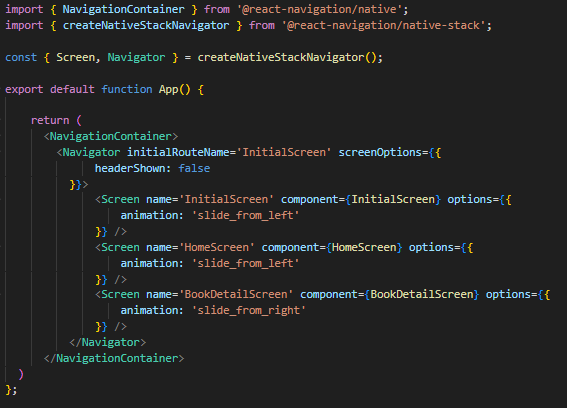 import { NavigationContainer } from '@react-navigation/native';
import { createNativeStackNavigator } from '@react-navigation/native-stack';
const { Screen, Navigator } = createNativeStackNavigator();
export default function App() {
return (
<NavigationContainer>
<Navigator initialRouteName='InitialScreen' screenOptions={{
headerShown: false
}}>
<Screen name='InitialScreen' component={InitialScreen} options={{
animation: 'slide_from_left'
}} />
<Screen name='HomeScreen' component={HomeScreen} options={{
animation: 'slide_from_left'
}} />
<Screen name='BookDetailScreen' component={BookDetailScreen} options={{
animation: 'slide_from_right'
}} />
</Navigator>
</NavigationContainer>
)
};